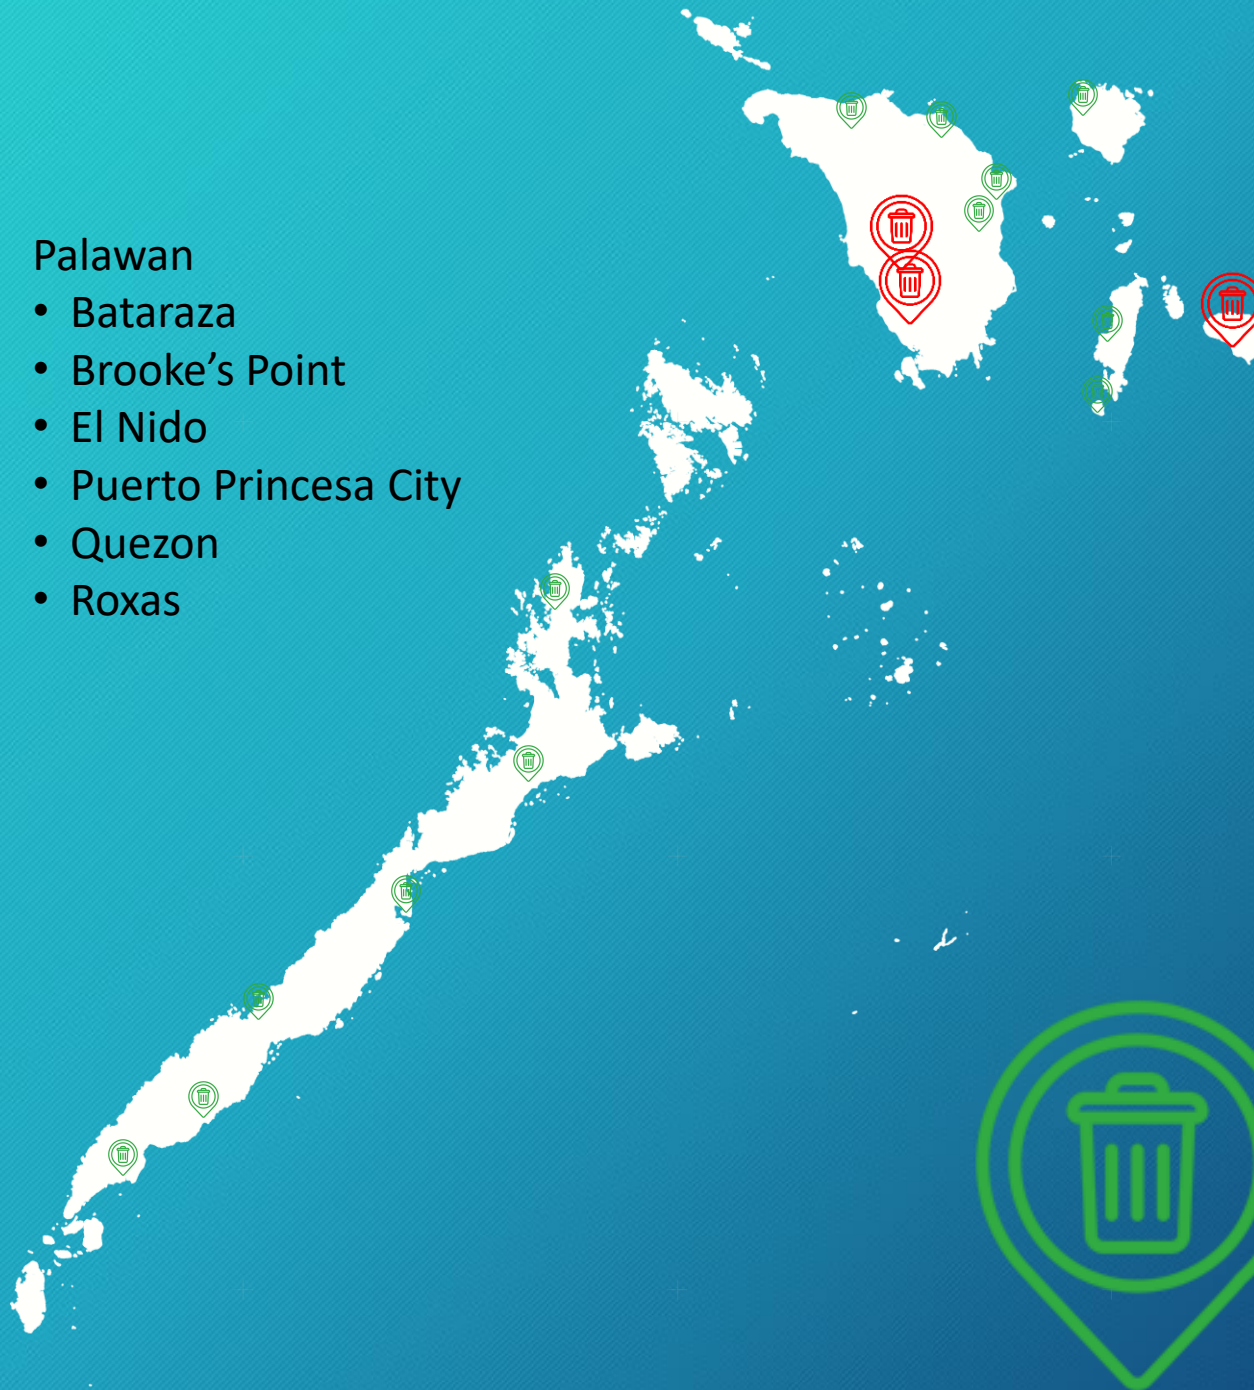 Palawan
• Bataraza
• Brooke’s Point
• El Nido
• Puerto Princesa City
• Quezon
• Roxas